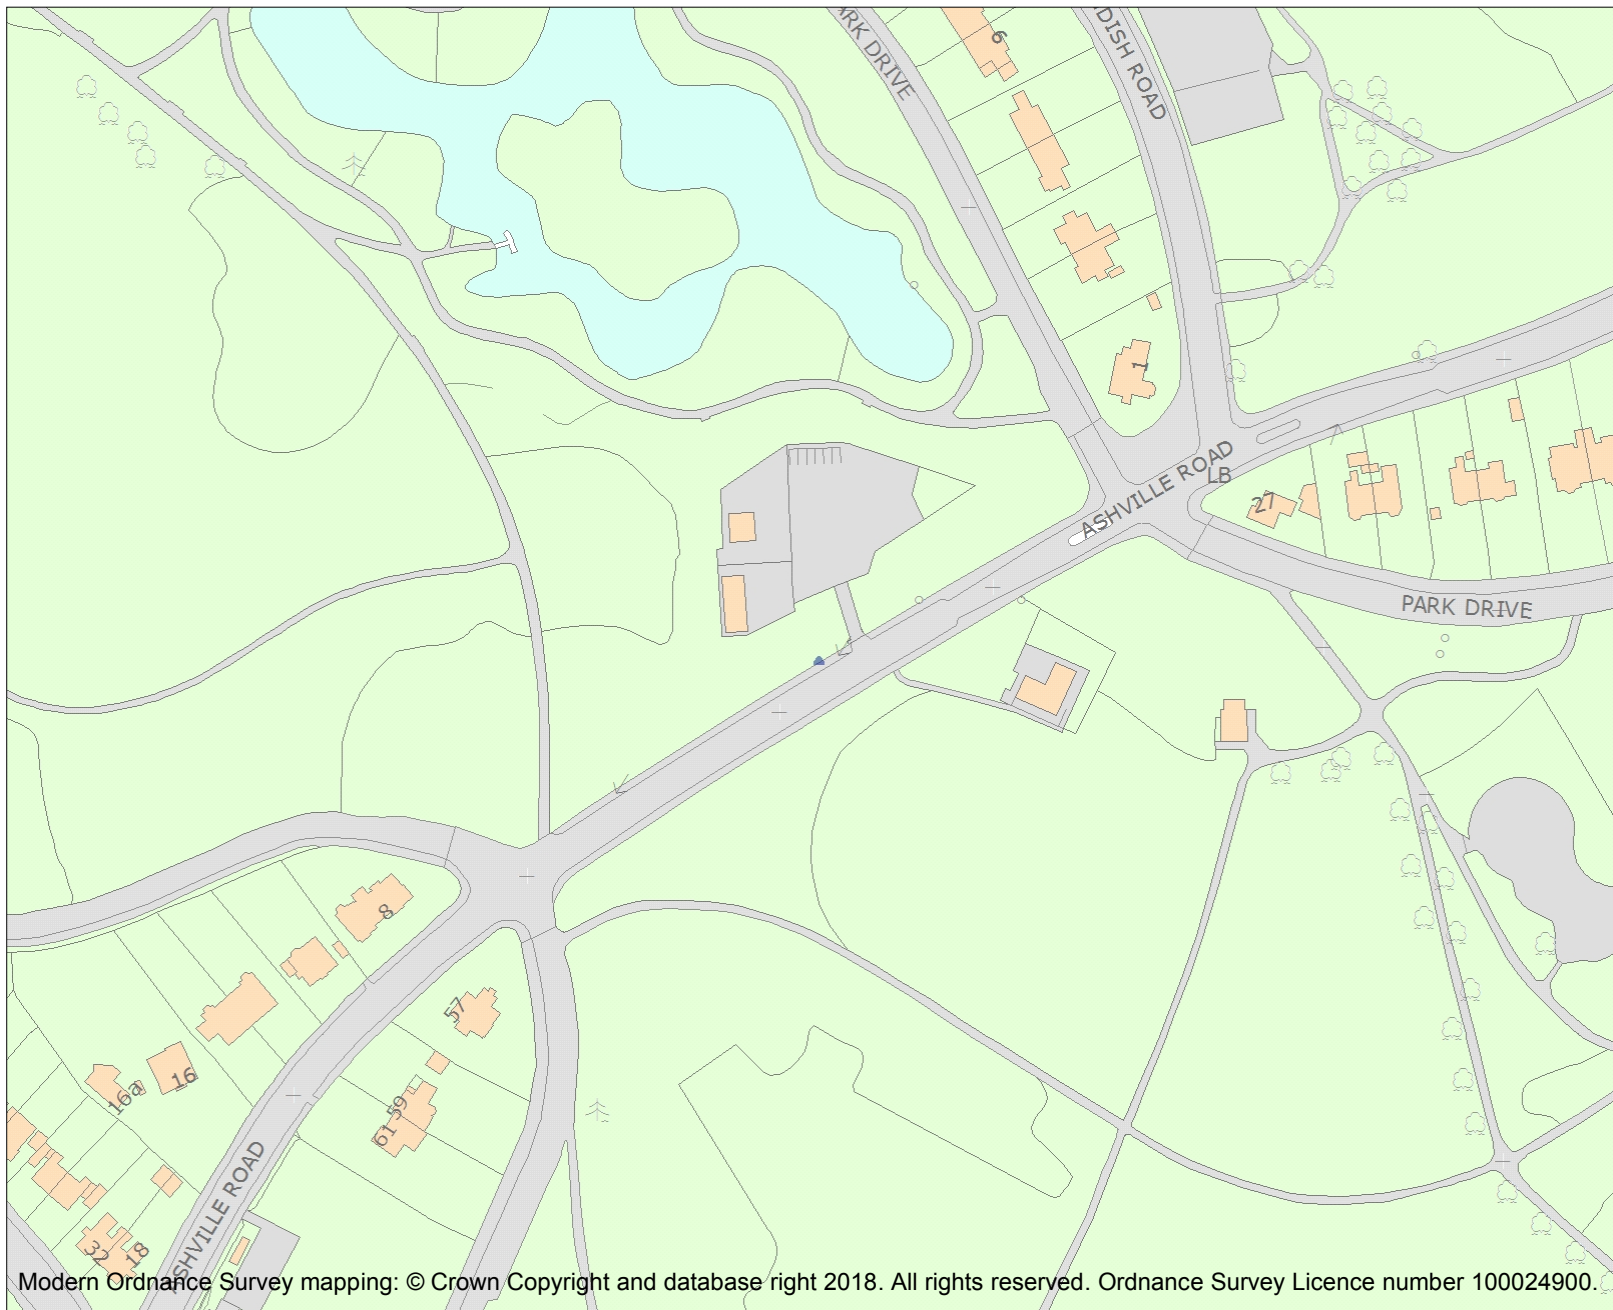 ARK DRIVE
DISH ROAD
6
1
ASHVILLE ROAD
LB
27
PARK DRIVE
8
57
16
16a
59
61
ASHVILLE ROAD
32
18
Modern Ordnance Survey mapping: © Crown Copyright and database right 2018. All rights reserved. Ordnance Survey Licence number 100024900.